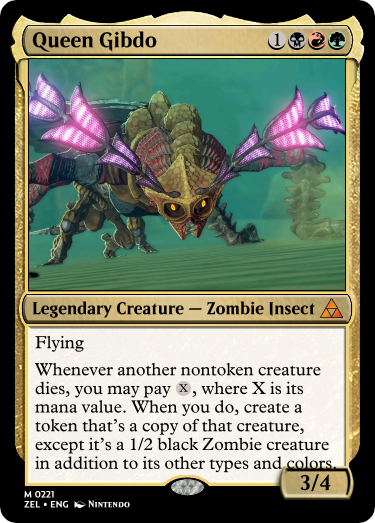 Queen Gibdo 1
Legendary Creature — Zombie Insect
Flying
Whenever another nontoken creature
dies, you may pay X, where X is its
mana value. When you do, create a
token that's a copy of that creature,
except it's a 1/2 black Zombie creature
in addition to its other types and colors.
3/4
M 0221
ZEL • EN​G Nintendo